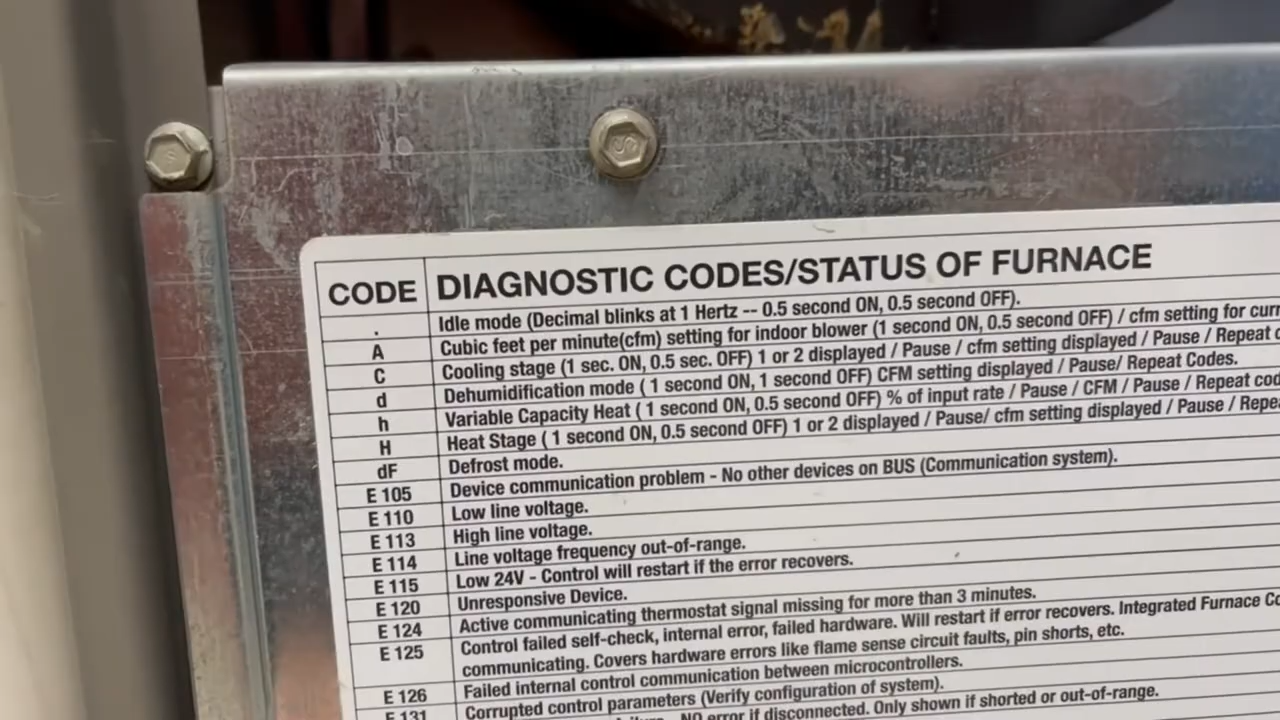 CODE DIAGNOSTIC CODES/STATUS OF FURNACE
. Idle mode (Decimal blinks at 1 Hertz -- 0.5 second ON, 0.5 second OFF).
A Cubic feet per minute(cfm) setting for indoor blower (1 second ON, 0.5 second OFF) / cfm setting for curr
C Cooling stage (1 sec. ON, 0.5 sec. OFF) 1 or 2 displayed / Pause / cfm setting displayed / Pause / Repeat
d Dehumidification mode ( 1 second ON, 1 second OFF) CFM setting displayed / Pause/ Repeat Codes.
h Variable Capacity Heat ( 1 second ON, 0.5 second OFF) % of input rate / Pause / CFM / Pause / Repeat cod
H Heat Stage ( 1 second ON, 0.5 second OFF) 1 or 2 displayed / Pause/ cfm setting displayed / Pause / Repe
dF Defrost mode.
E 105 Device communication problem - No other devices on BUS (Communication system).
E 110 Low line voltage.
E 113 High line voltage.
E 114 Line voltage frequency out-of-range.
E 115 Low 24V - Control will restart if the error recovers.
E 120 Unresponsive Device.
E 124 Active communicating thermostat signal missing for more than 3 minutes.
E 125 Control failed self-check, internal error, failed hardware. Will restart if error recovers. Integrated Furnace Co
communicating. Covers hardware errors like flame sense circuit faults, pin shorts, etc.
E 126 Failed internal control communication between microcontrollers.
E 131 Corrupted control parameters (Verify configuration of system).
NO error if disconnected. Only shown if shorted or out-of-range.